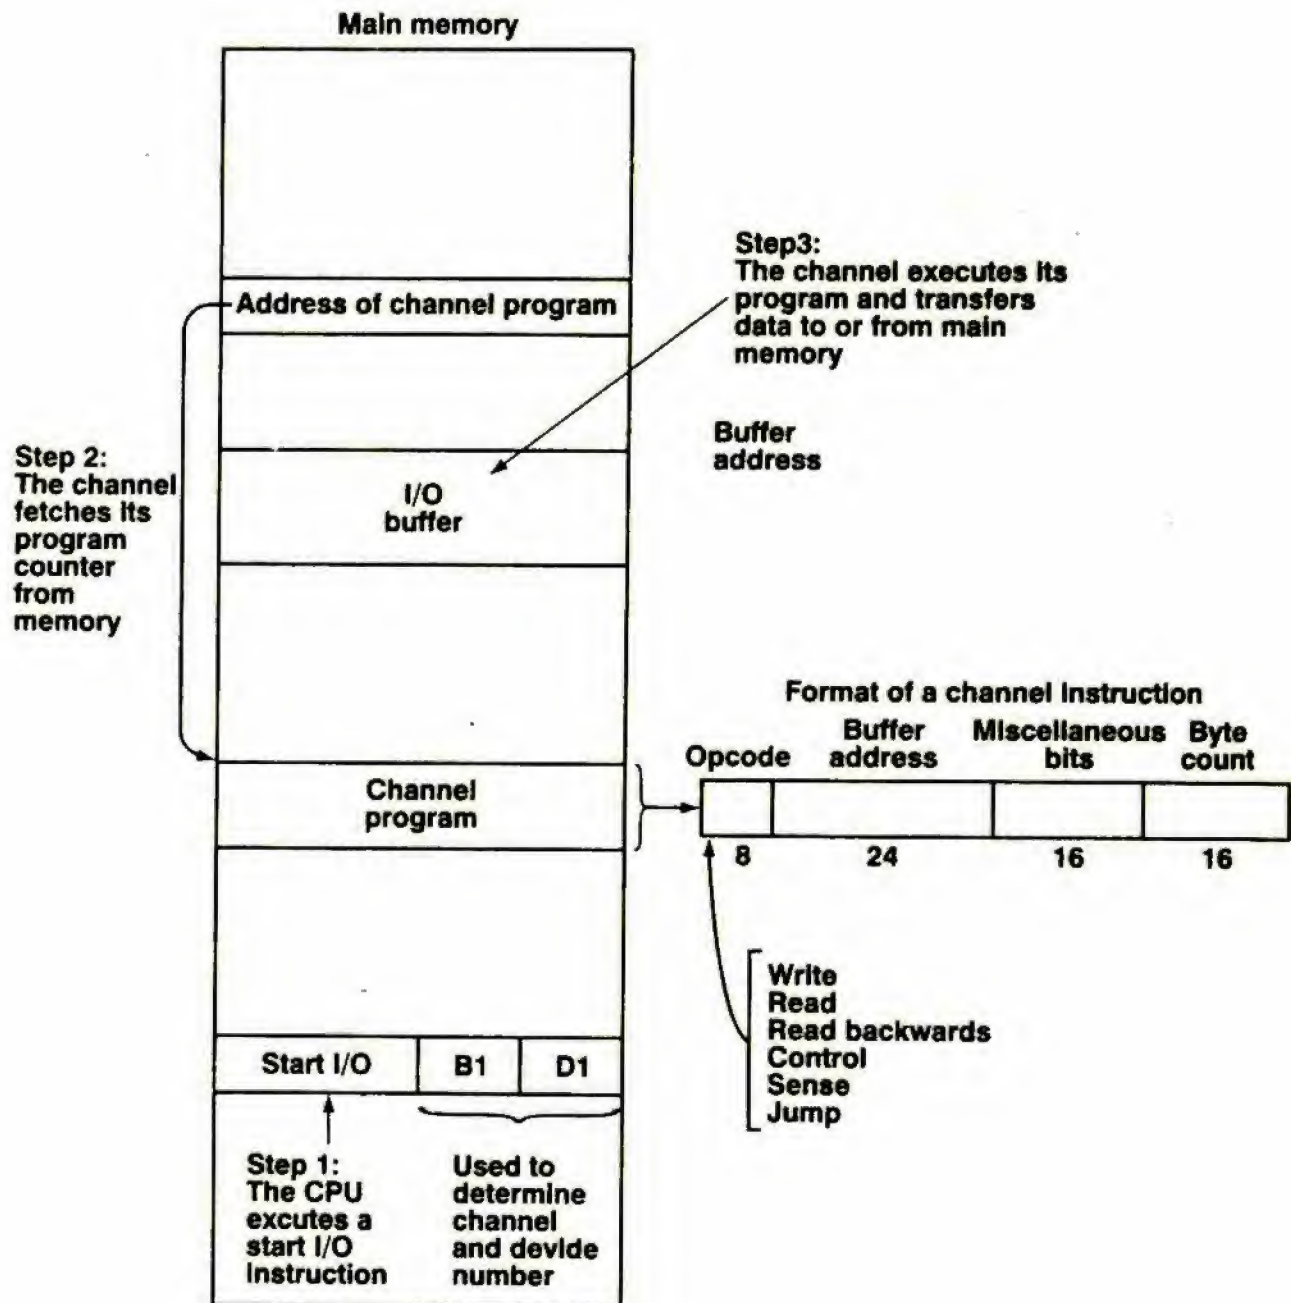 Main memory
Address of channel program
Step3:
The channel executes its
program and transfers
data to or from main
memory
Buffer
address
Step 2:
The channel
fetches its
program
counter
from
memory
I/O
buffer
Format of a channel instruction
Opcode
Buffer
address
Miscellaneous
bits
Byte
count
Channel
program
8
24
16
16
Write
Read
Read backwards
Control
Sense
Jump
Start I/O
B1
D1
Step 1:
The CPU
excutes a
start I/O
instruction
Used to
determine
channel
and devide
number